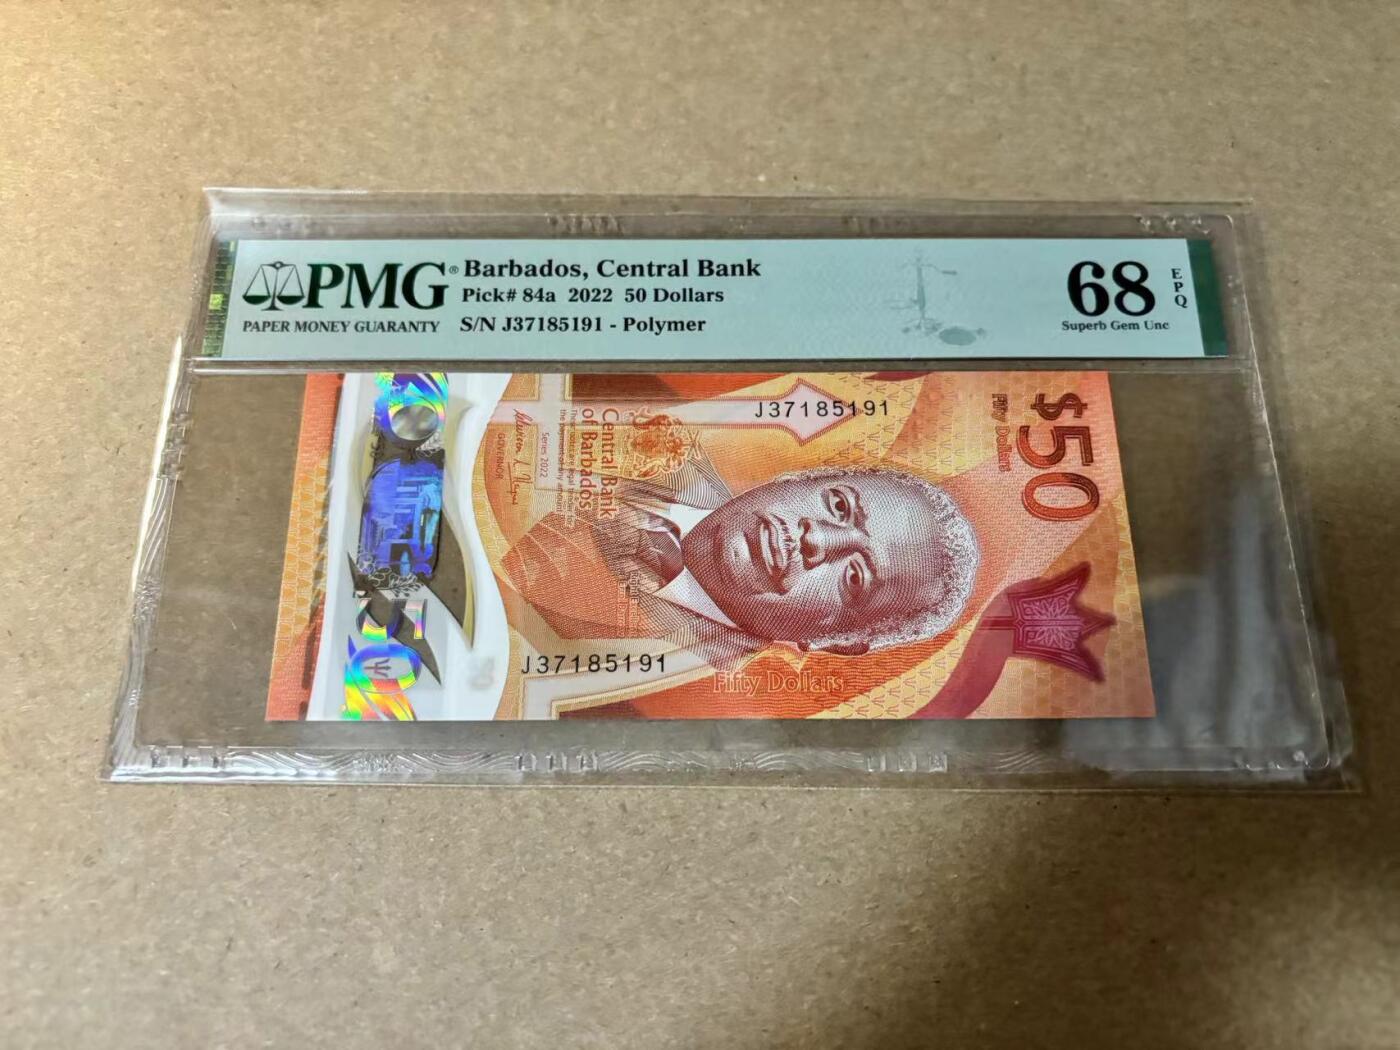 PMG®
PAPER MONEY GUARANTY
Barbados, Central Bank
Pick# 84a 2022 50 Dollars
S/N J37185191 - Polymer
68
EPQ
Superb Gem Unc
$50
Fifty Dollars
J37185191
Central Bank
of Barbados
Series 2022
GOVERNOR
J37185191
Fifty Dollars